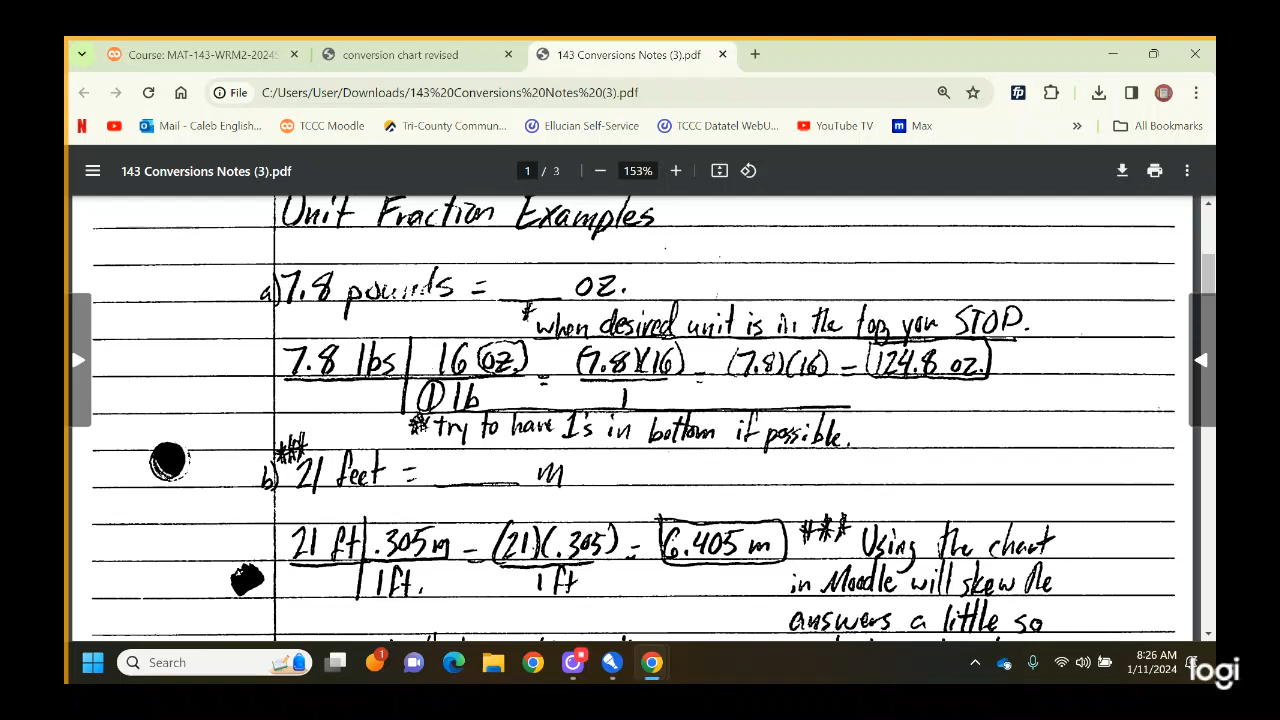 Course: MAT-143-WRM2-2024S
conversion chart revised
143 Conversions Notes (3).pdf
File C:/Users/User/Downloads/143%20Conversions%20Notes%20(3).pdf
Mail - Caleb English...
TCCC Moodle
Tri-County Commun...
Ellucian Self-Service
TCCC Datatel WebU...
YouTube TV
Max
All Bookmarks
143 Conversions Notes (3).pdf
1 / 3
153%
Unit Fraction Examples
a) 7.8 pounds = ____ oz.
* when desired unit is in the top, you STOP.
7.8 lbs | 16 oz. = (7.8)(16) = (7.8)(16) = 124.8 oz.
1 lb 1
** try to have 1's in bottom if possible.
***
b) 21 feet = ____ m
21 ft | .305 m = (21)(.305) = 6.405 m *** Using the chart
1 ft. 1 ft in Moodle will skew the
answers a little so
Search
8:26 AM
1/11/2024
logi